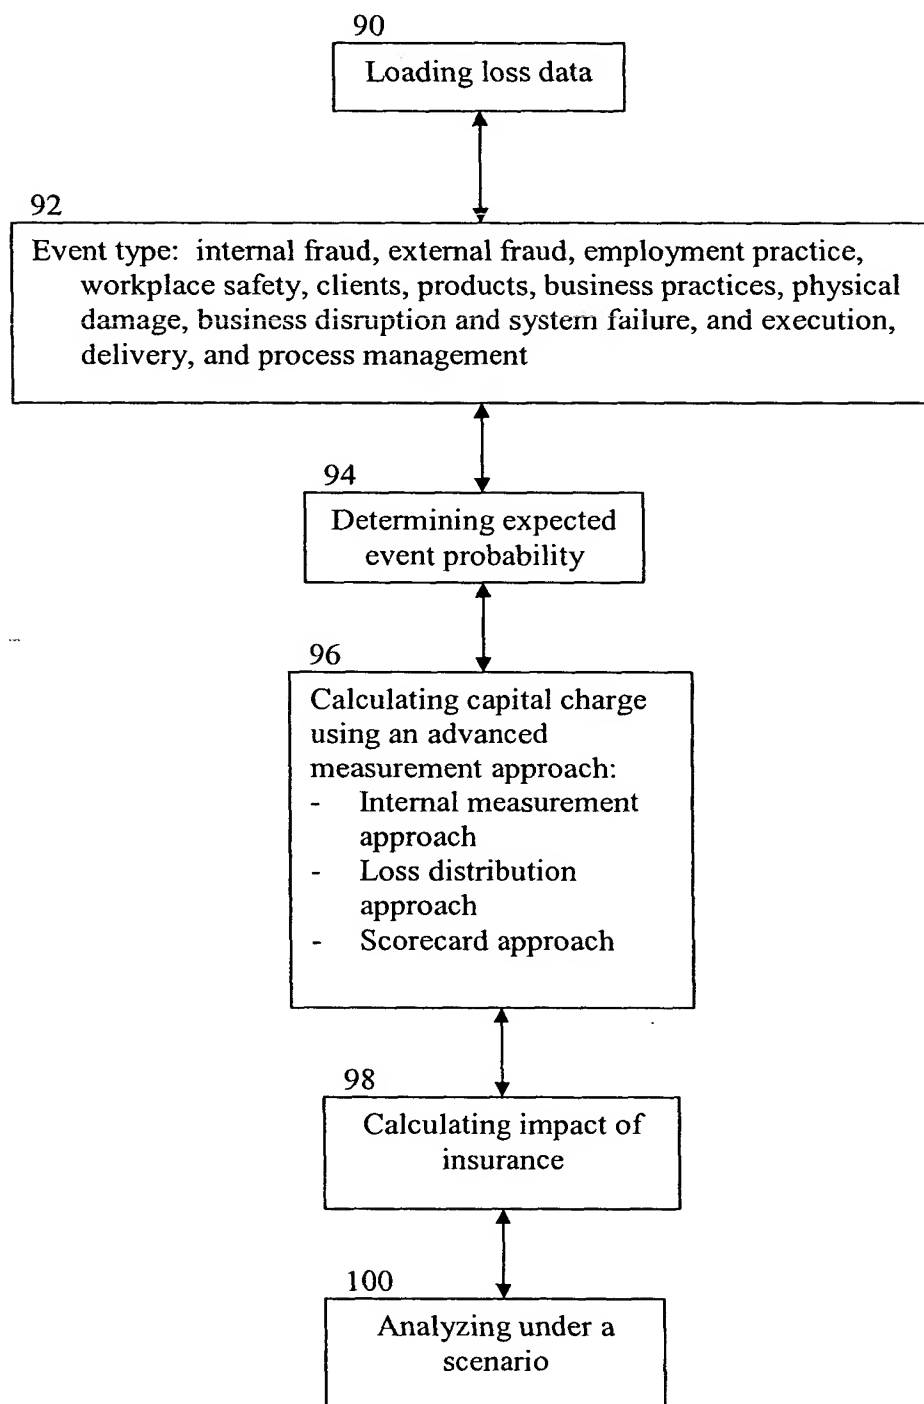 90
Loading loss data
92
Event type: internal fraud, external fraud, employment practice,
workplace safety, clients, products, business practices, physical
damage, business disruption and system failure, and execution,
delivery, and process management
94
Determining expected
event probability
96
Calculating capital charge
using an advanced
measurement approach:
- Internal measurement
approach
- Loss distribution
approach
- Scorecard approach
98
Calculating impact of
insurance
100
Analyzing under a
scenario